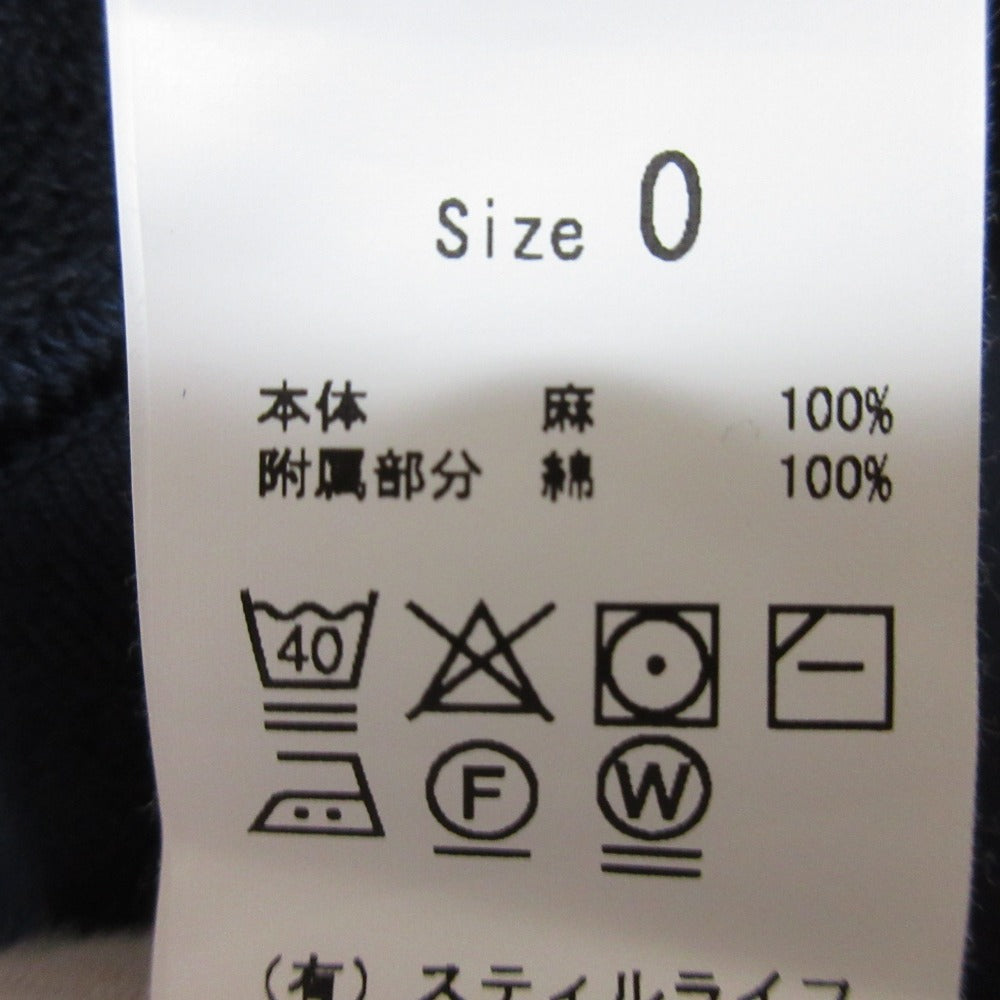 Size 0
本体 麻 100%
附属部分 綿 100%
40
F
W
(有)スティルライフ